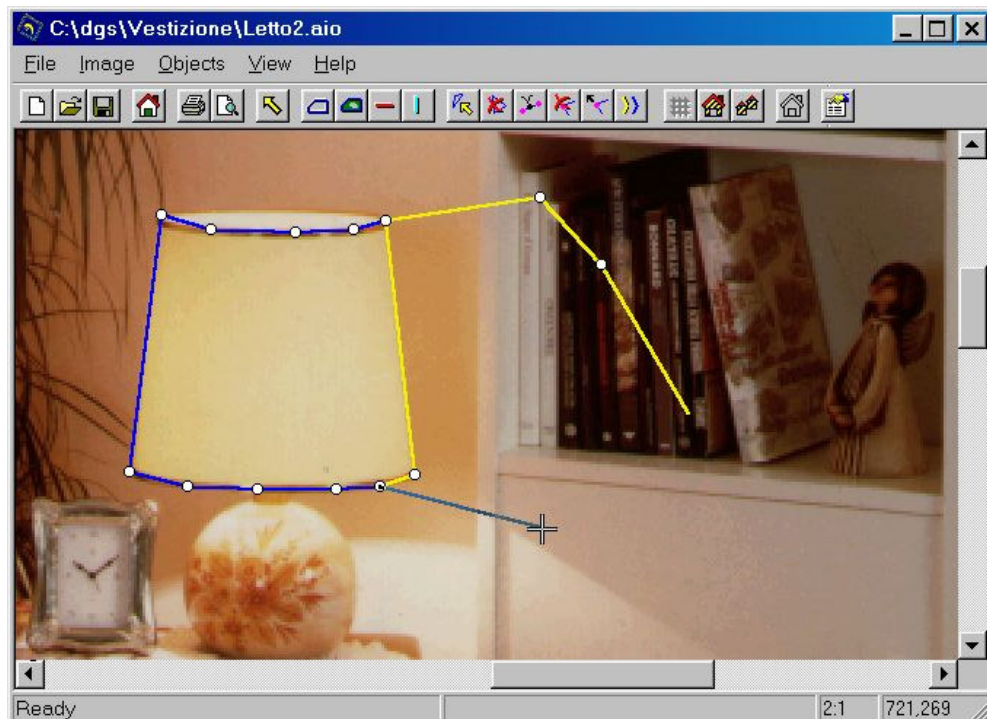 C:\dgs\Vestizione\Letto2.aio
File Image Objects View Help
Ready 2:1 721,269